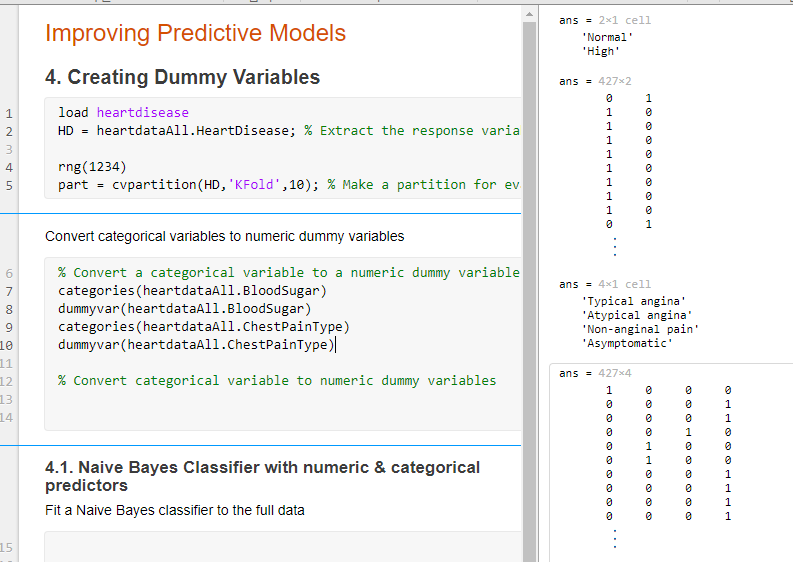 Improving Predictive Models
4. Creating Dummy Variables
1 load heartdisease
2 HD = heartdataAll.HeartDisease; % Extract the response varia
3
4 rng(1234)
5 part = cvpartition(HD,'KFold',10); % Make a partition for ev
Convert categorical variables to numeric dummy variables
6 % Convert a categorical variable to a numeric dummy variable
7 categories(heartdataAll.BloodSugar)
8 dummyvar(heartdataAll.BloodSugar)
9 categories(heartdataAll.ChestPainType)
10 dummyvar(heartdataAll.ChestPainType)
11
12 % Convert categorical variable to numeric dummy variables
13
14
4.1. Naive Bayes Classifier with numeric & categorical
predictors
Fit a Naive Bayes classifier to the full data
15
ans = 2×1 cell
'Normal'
'High'
ans = 427×2
0 1
1 0
1 0
1 0
1 0
1 0
1 0
1 0
1 0
0 1
⋮
ans = 4×1 cell
'Typical angina'
'Atypical angina'
'Non-anginal pain'
'Asymptomatic'
ans = 427×4
1 0 0 0
0 0 0 1
0 0 0 1
0 0 1 0
0 1 0 0
0 1 0 0
0 0 0 1
0 0 0 1
0 0 0 1
0 0 0 1
⋮